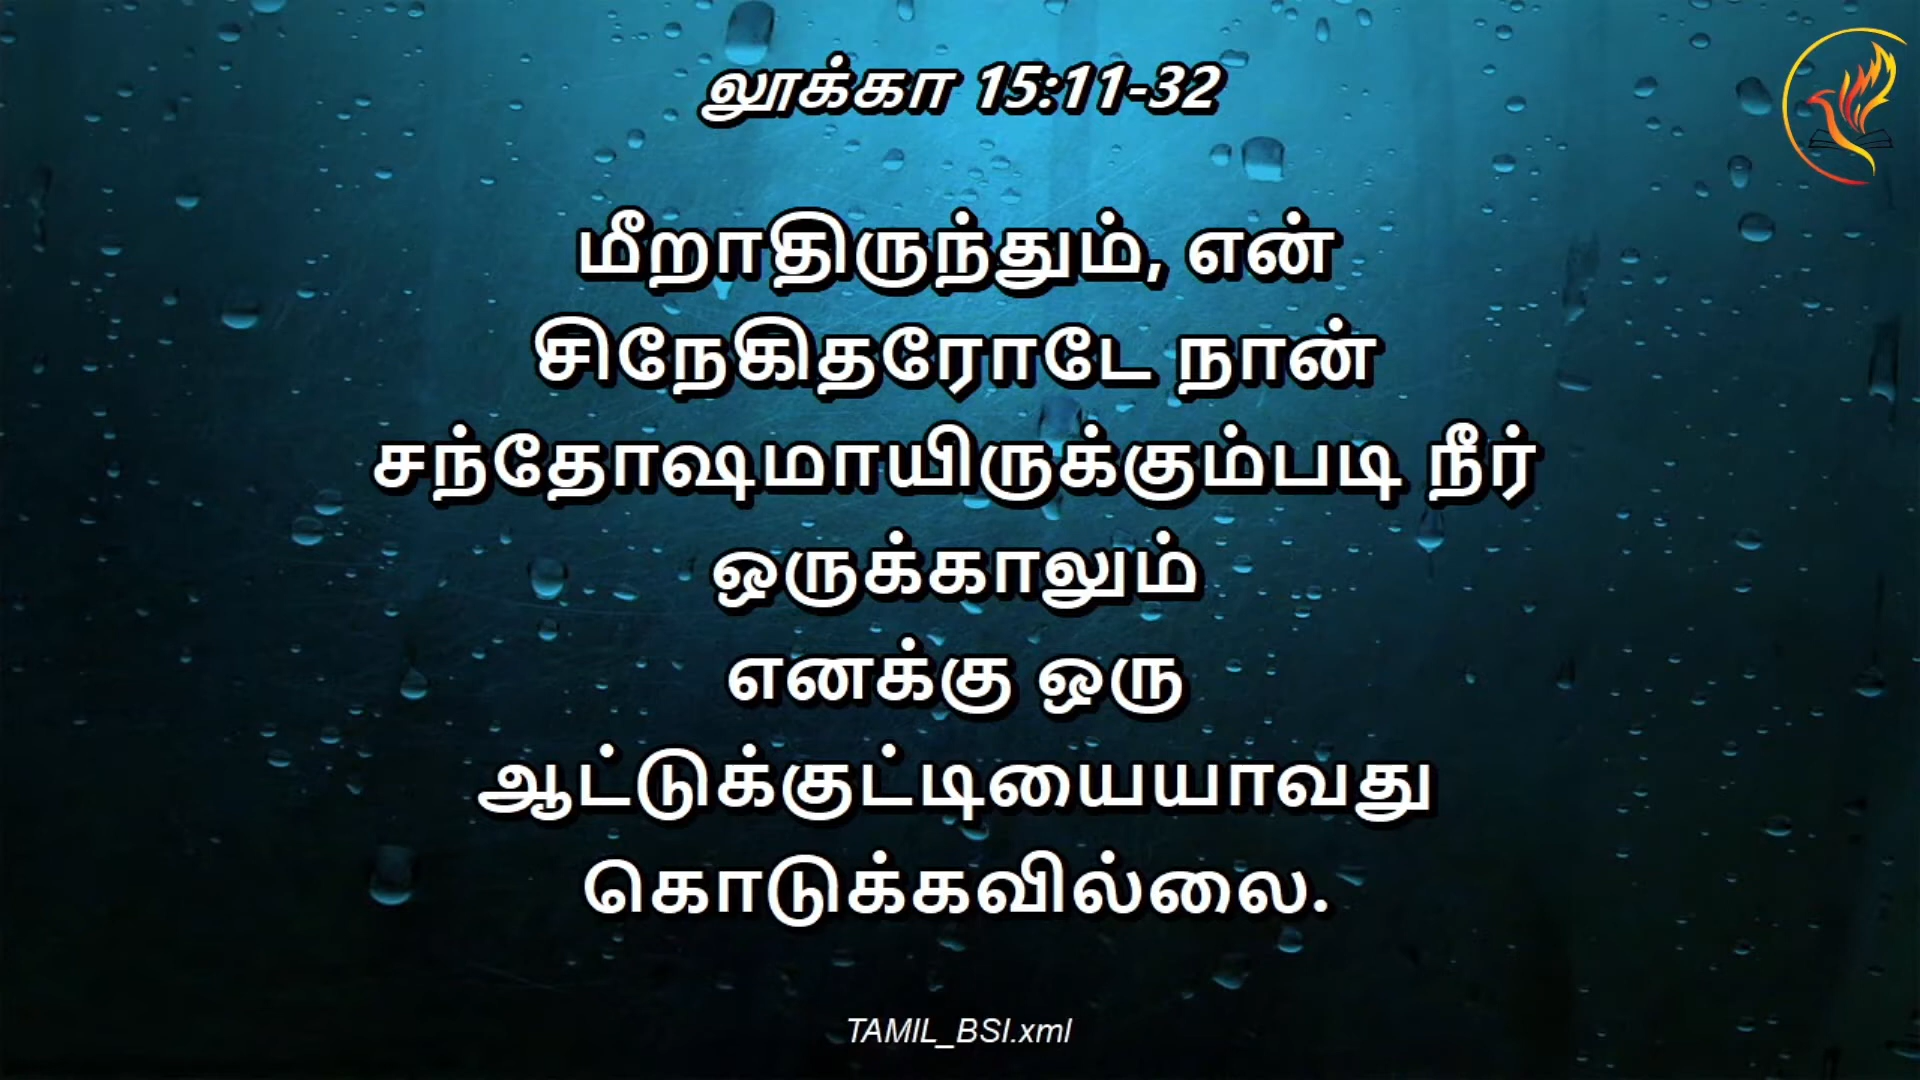 லூக்கா 15:11-32
மீறாதிருந்தும், என்
சிநேகிதரோடே நான்
சந்தோஷமாயிருக்கும்படி நீர்
ஒருக்காலும்
எனக்கு ஒரு
ஆட்டுக்குட்டியையாவது
கொடுக்கவில்லை.
TAMIL_BSI.xml